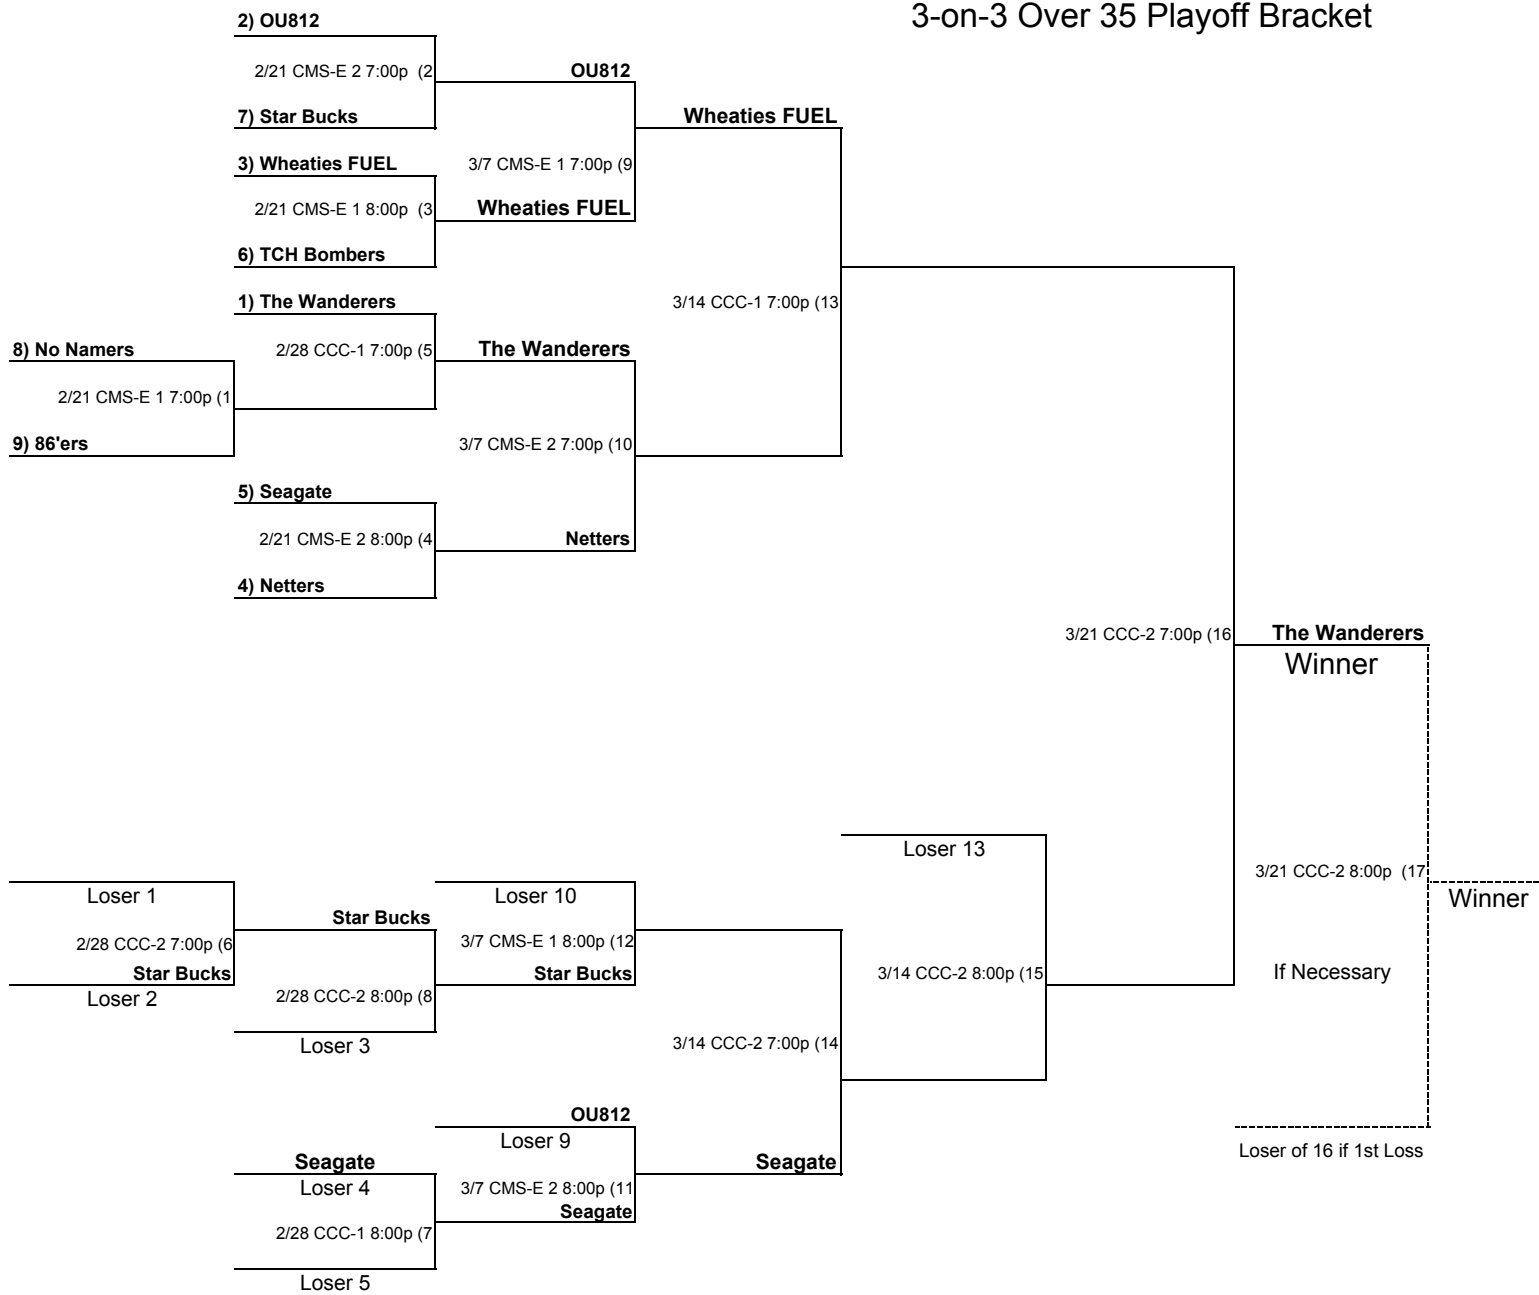 3-on-3 Over 35 Playoff Bracket
2) OU812
2/21 CMS-E 2 7:00p (2
OU812
7) Star Bucks
Wheaties FUEL
3) Wheaties FUEL
3/7 CMS-E 1 7:00p (9
2/21 CMS-E 1 8:00p (3
Wheaties FUEL
6) TCH Bombers
1) The Wanderers
3/14 CCC-1 7:00p (13
8) No Namers
2/28 CCC-1 7:00p (5
The Wanderers
2/21 CMS-E 1 7:00p (1
9) 86'ers
3/7 CMS-E 2 7:00p (10
5) Seagate
2/21 CMS-E 2 8:00p (4
Netters
4) Netters
3/21 CCC-2 7:00p (16
The Wanderers
Winner
Loser 13
3/21 CCC-2 8:00p (17
Loser 1
Loser 10
Winner
Star Bucks
2/28 CCC-2 7:00p (6
3/7 CMS-E 1 8:00p (12
Star Bucks
Star Bucks
3/14 CCC-2 8:00p (15
If Necessary
Loser 2
2/28 CCC-2 8:00p (8
Loser 3
3/14 CCC-2 7:00p (14
OU812
Loser 9
Loser of 16 if 1st Loss
Seagate
Seagate
Loser 4
3/7 CMS-E 2 8:00p (11
Seagate
2/28 CCC-1 8:00p (7
Loser 5